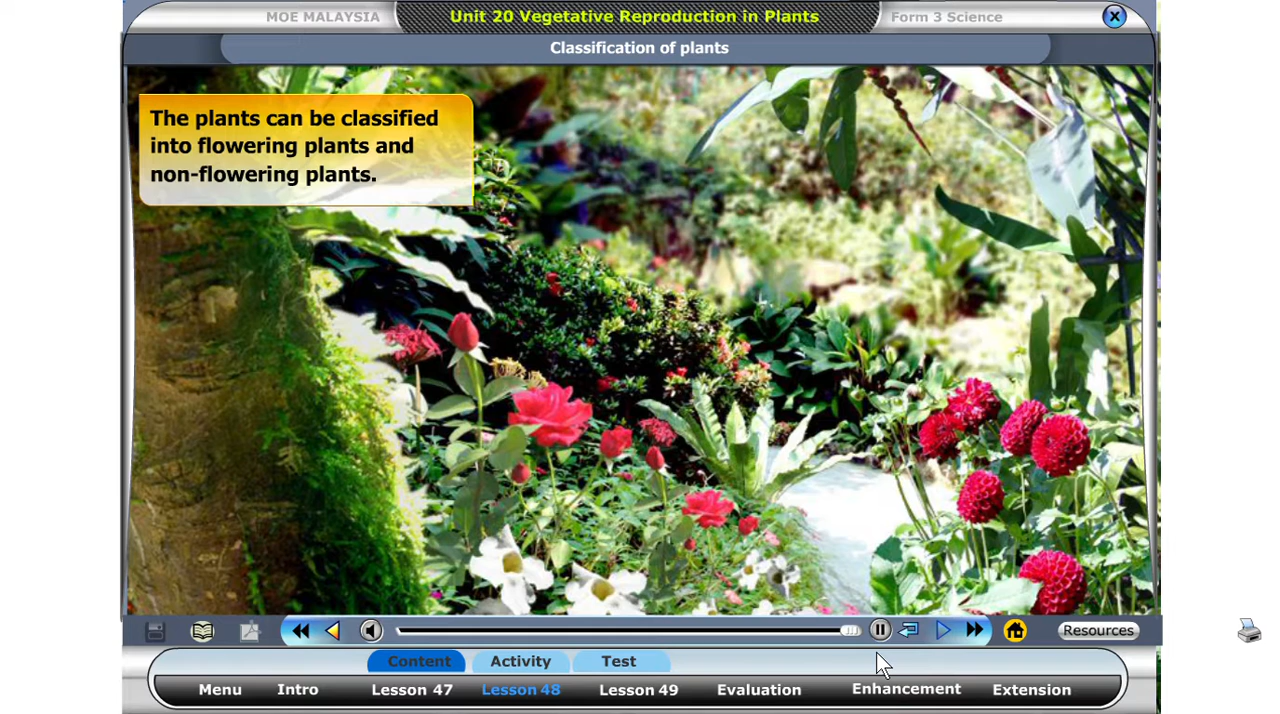 MOE MALAYSIA
Unit 20 Vegetative Reproduction in Plants
Form 3 Science
Classification of plants
The plants can be classified
into flowering plants and
non-flowering plants.
Resources
Content
Activity
Test
Menu
Intro
Lesson 47
Lesson 48
Lesson 49
Evaluation
Enhancement
Extension